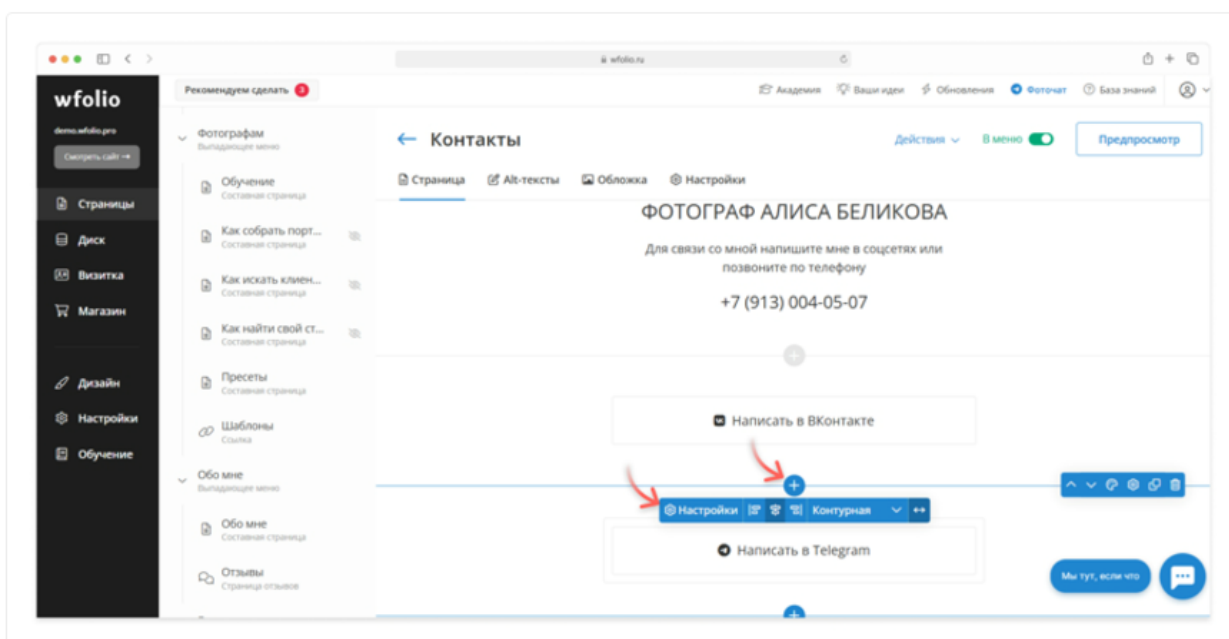 wfolio.ru
wfolio
demo.wfolio.pro
Смотреть сайт →
Страницы
Диск
Визитка
Магазин
Дизайн
Настройки
Обучение
Рекомендуем сделать 3
Академия
Ваши идеи
Обновления
Фоточат
База знаний
Фотографам
Выпадающее меню
Обучение
Составная страница
Как собрать порт...
Составная страница
Как искать клиен...
Составная страница
Как найти свой ст...
Составная страница
Пресеты
Составная страница
Шаблоны
Ссылка
Обо мне
Выпадающее меню
Обо мне
Составная страница
Отзывы
Страница отзывов
← Контакты
Действия
В меню
Предпросмотр
Страница
Alt-тексты
Обложка
Настройки
ФОТОГРАФ АЛИСА БЕЛИКОВА
Для связи со мной напишите мне в соцсетях или
позвоните по телефону
+7 (913) 004-05-07
Написать в ВКонтакте
Настройки
Контурная
Написать в Telegram
Мы тут, если что